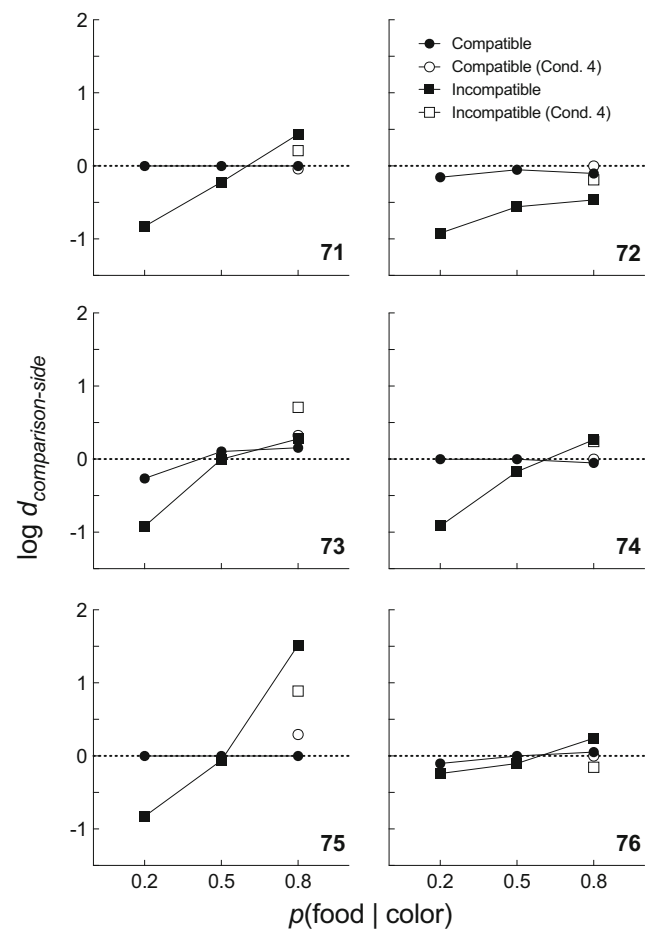 2
1
0
-1
71
Compatible
Compatible (Cond. 4)
Incompatible
Incompatible (Cond. 4)
72
log d comparison-side
2
1
0
-1
73
74
2
1
0
-1
75
76
0.2 0.5 0.8
0.2 0.5 0.8
p(food | color)